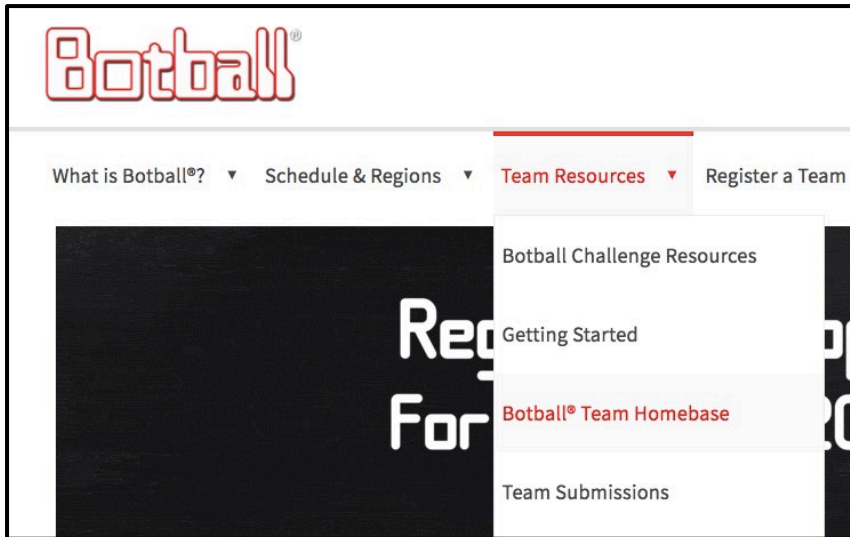 Botball®
What is Botball®? ▼ Schedule & Regions ▼ Team Resources ▼ Register a Team
Botball Challenge Resources
Getting Started
Botball® Team Homebase
Team Submissions
For